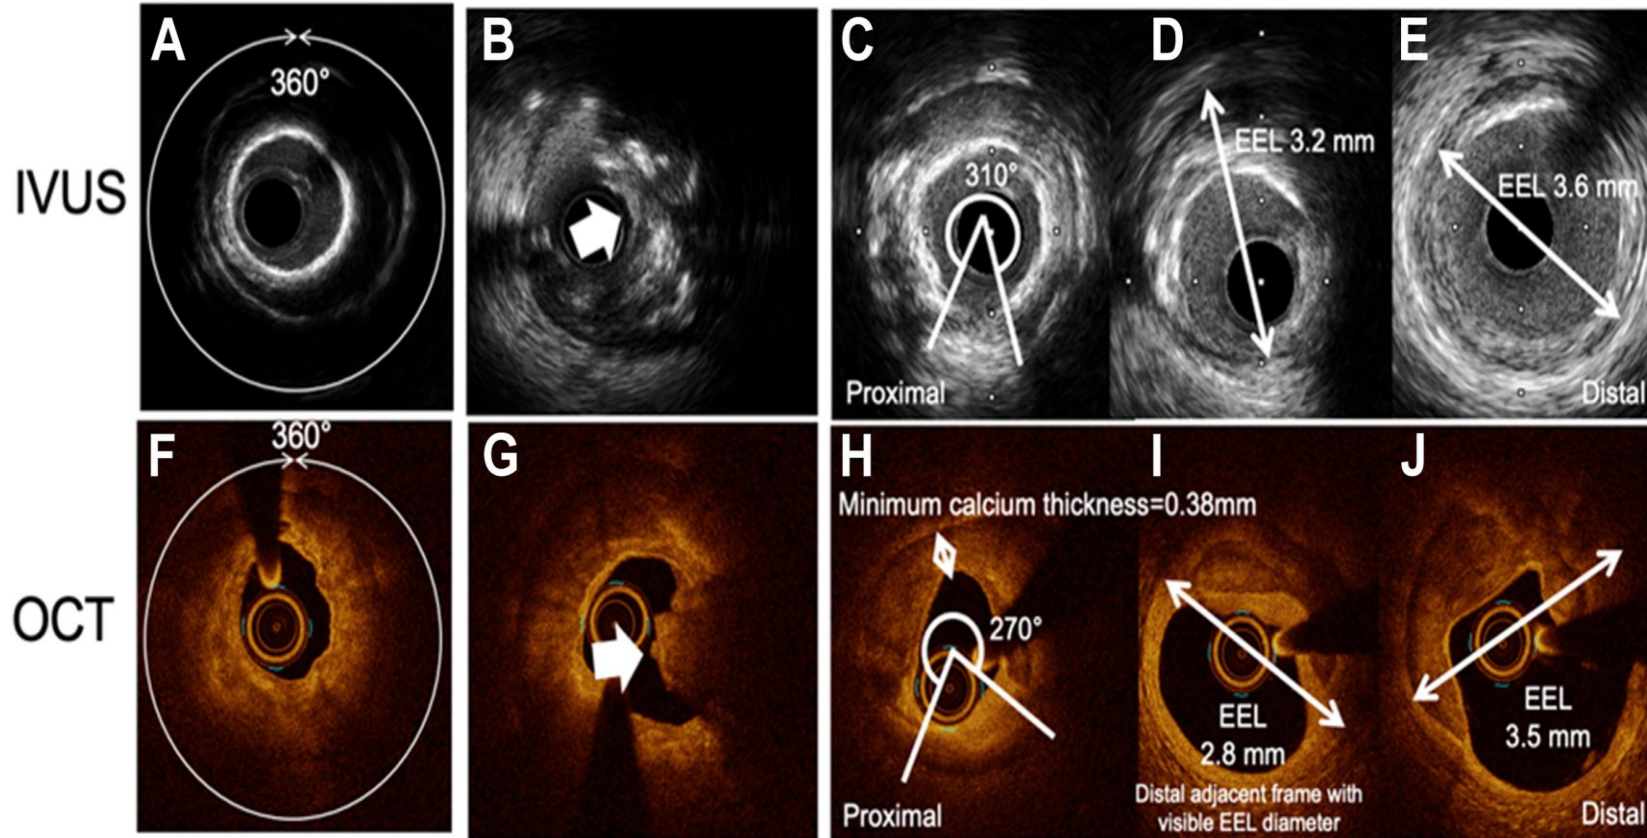 IVUS
A
360°
B
C
310°
Proximal
D
EEL 3.2 mm
E
EEL 3.6 mm
Distal
OCT
F
360°
G
H
Minimum calcium thickness=0.38mm
270°
Proximal
I
EEL
2.8 mm
Distal adjacent frame with
visible EEL diameter
J
EEL
3.5 mm
Distal